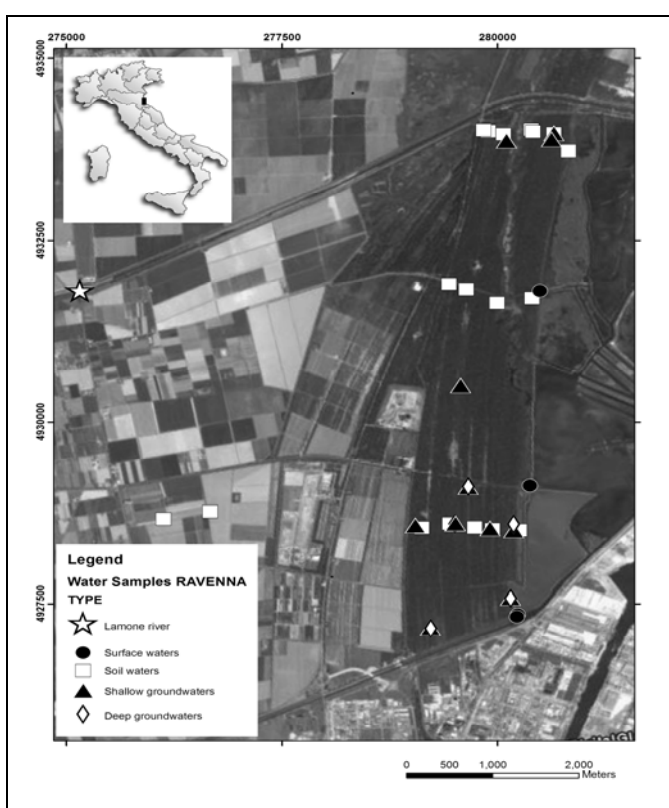 275000 277500 280000
4935000
4932500
4930000
4927500
Legend
Water Samples RAVENNA
TYPE
Lamone river
Surface waters
Soil waters
Shallow groundwaters
Deep groundwaters
0 500 1,000 2,000
Meters